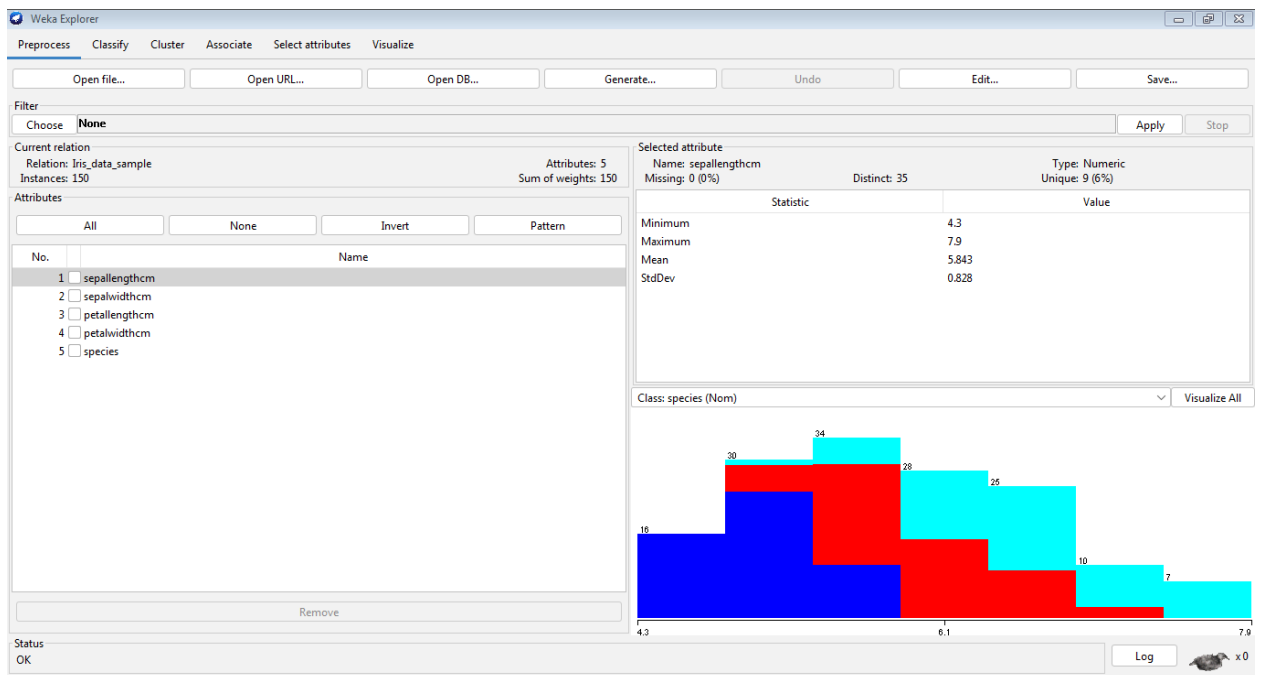 Weka Explorer
Preprocess Classify Cluster Associate Select attributes Visualize
Open file... Open URL... Open DB... Generate... Undo Edit... Save...
Filter
Choose None Apply Stop
Current relation
Relation: Iris_data_sample Attributes: 5
Instances: 150 Sum of weights: 150
Attributes
All None Invert Pattern
No. Name
1 sepallengthcm
2 sepalwidthcm
3 petallengthcm
4 petalwidthcm
5 species
Remove
Selected attribute
Name: sepallengthcm Type: Numeric
Missing: 0 (0%) Distinct: 35 Unique: 9 (6%)
Statistic Value
Minimum 4.3
Maximum 7.9
Mean 5.843
StdDev 0.828
Class: species (Nom) Visualize All
34
30
28
25
16
10
7
4.3 6.1 7.9
Status
OK
Log x 0